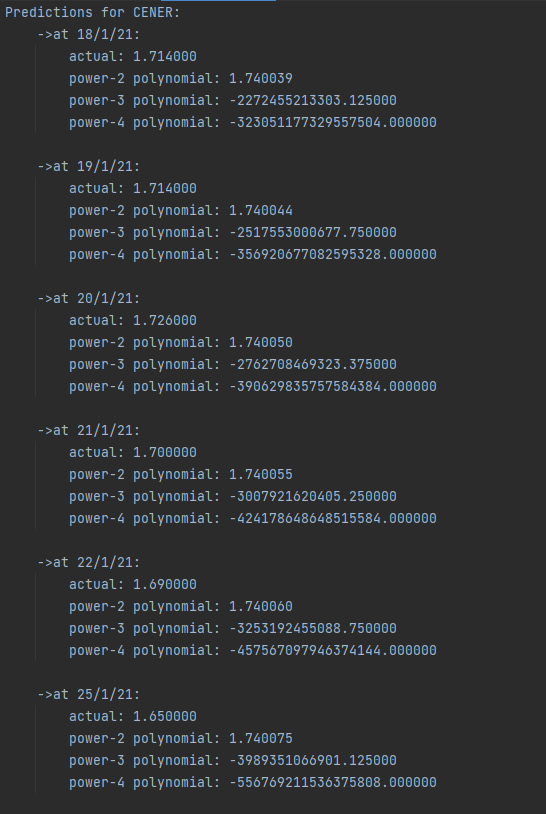 Predictions for CENER:
->at 18/1/21:
actual: 1.714000
power-2 polynomial: 1.740039
power-3 polynomial: -2272455213303.125000
power-4 polynomial: -323051177329557504.000000
->at 19/1/21:
actual: 1.714000
power-2 polynomial: 1.740044
power-3 polynomial: -2517553000677.750000
power-4 polynomial: -356920677082595328.000000
->at 20/1/21:
actual: 1.726000
power-2 polynomial: 1.740050
power-3 polynomial: -2762708469323.375000
power-4 polynomial: -390629835757584384.000000
->at 21/1/21:
actual: 1.700000
power-2 polynomial: 1.740055
power-3 polynomial: -3007921620405.250000
power-4 polynomial: -424178648648515584.000000
->at 22/1/21:
actual: 1.690000
power-2 polynomial: 1.740060
power-3 polynomial: -3253192455088.750000
power-4 polynomial: -457567097946374144.000000
->at 25/1/21:
actual: 1.650000
power-2 polynomial: 1.740075
power-3 polynomial: -3989351066901.125000
power-4 polynomial: -556769211536375808.000000